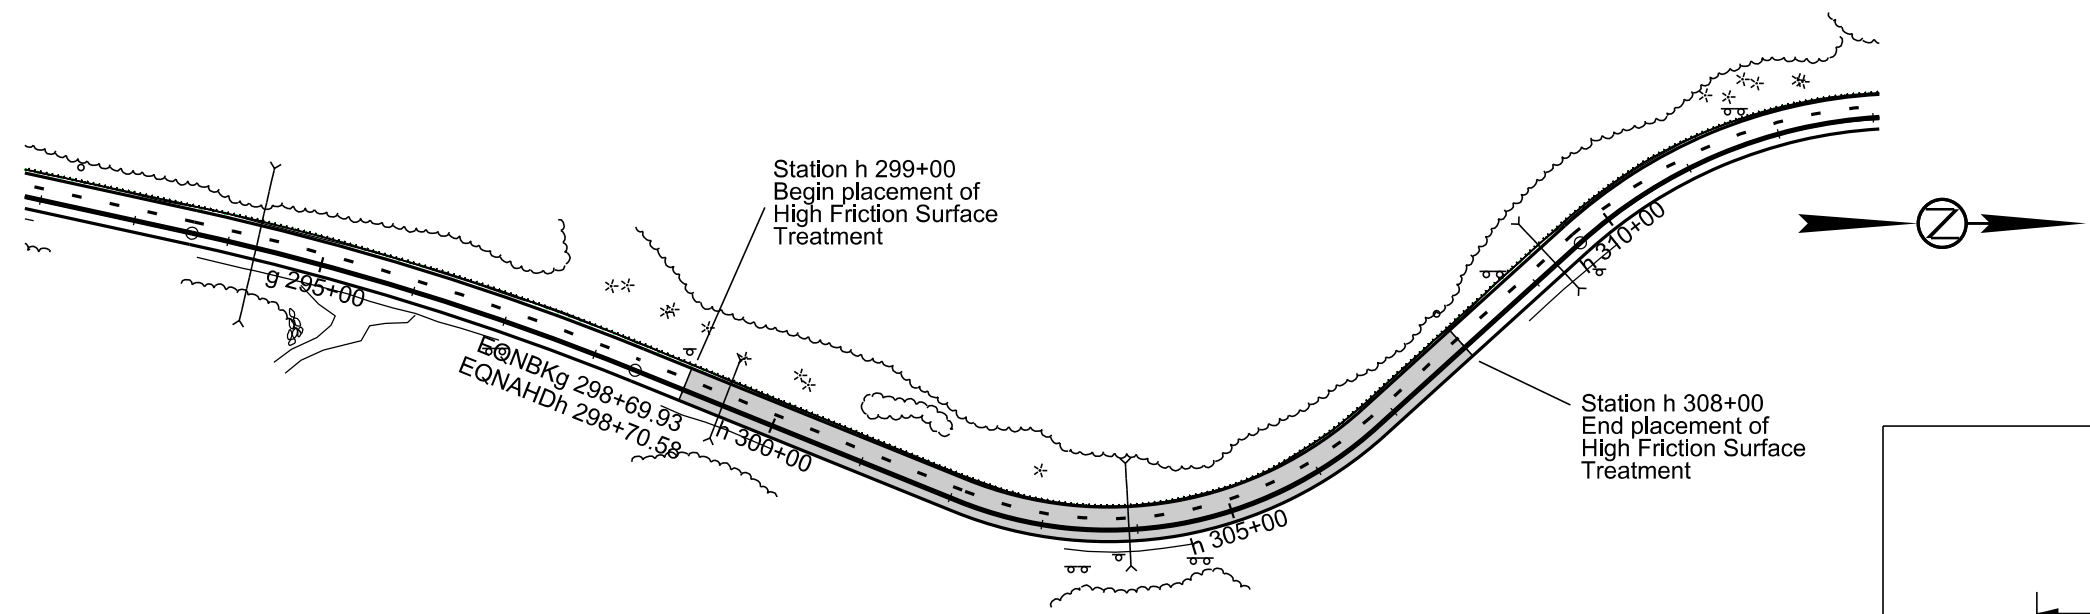 Station h 299+00
Begin placement of
High Friction Surface
Treatment
g 295+00
EQNBKg 298+69.93
EQNAHDh 298+70.58
h 300+00
h 305+00
h 310+00
Station h 308+00
End placement of
High Friction Surface
Treatment
N